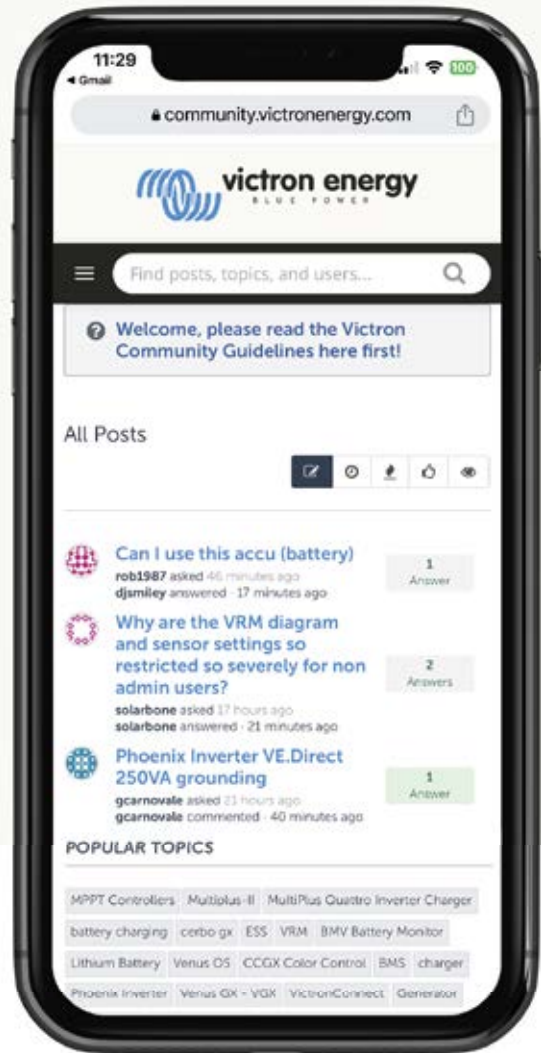 11:29
100
◀ Gmail
community.victronenergy.com
victron energy
BLUE POWER
Find posts, topics, and users...
Welcome, please read the Victron
Community Guidelines here first!
All Posts
Can I use this accu (battery)
rob1987 asked 46 minutes ago
djsmiley answered · 17 minutes ago
1
Answer
Why are the VRM diagram
and sensor settings so
restricted so severely for non
admin users?
solarbone asked 17 hours ago
solarbone answered · 21 minutes ago
2
Answers
Phoenix Inverter VE.Direct
250VA grounding
gcarnovale asked 21 hours ago
gcarnovale commented · 40 minutes ago
1
Answer
POPULAR TOPICS
MPPT Controllers Multiplus-II MultiPlus Quattro Inverter Charger
battery charging cerbo gx ESS VRM BMV Battery Monitor
Lithium Battery Venus OS CCGX Color Control BMS charger
Phoenix Inverter Venus GX - VGX VictronConnect Generator